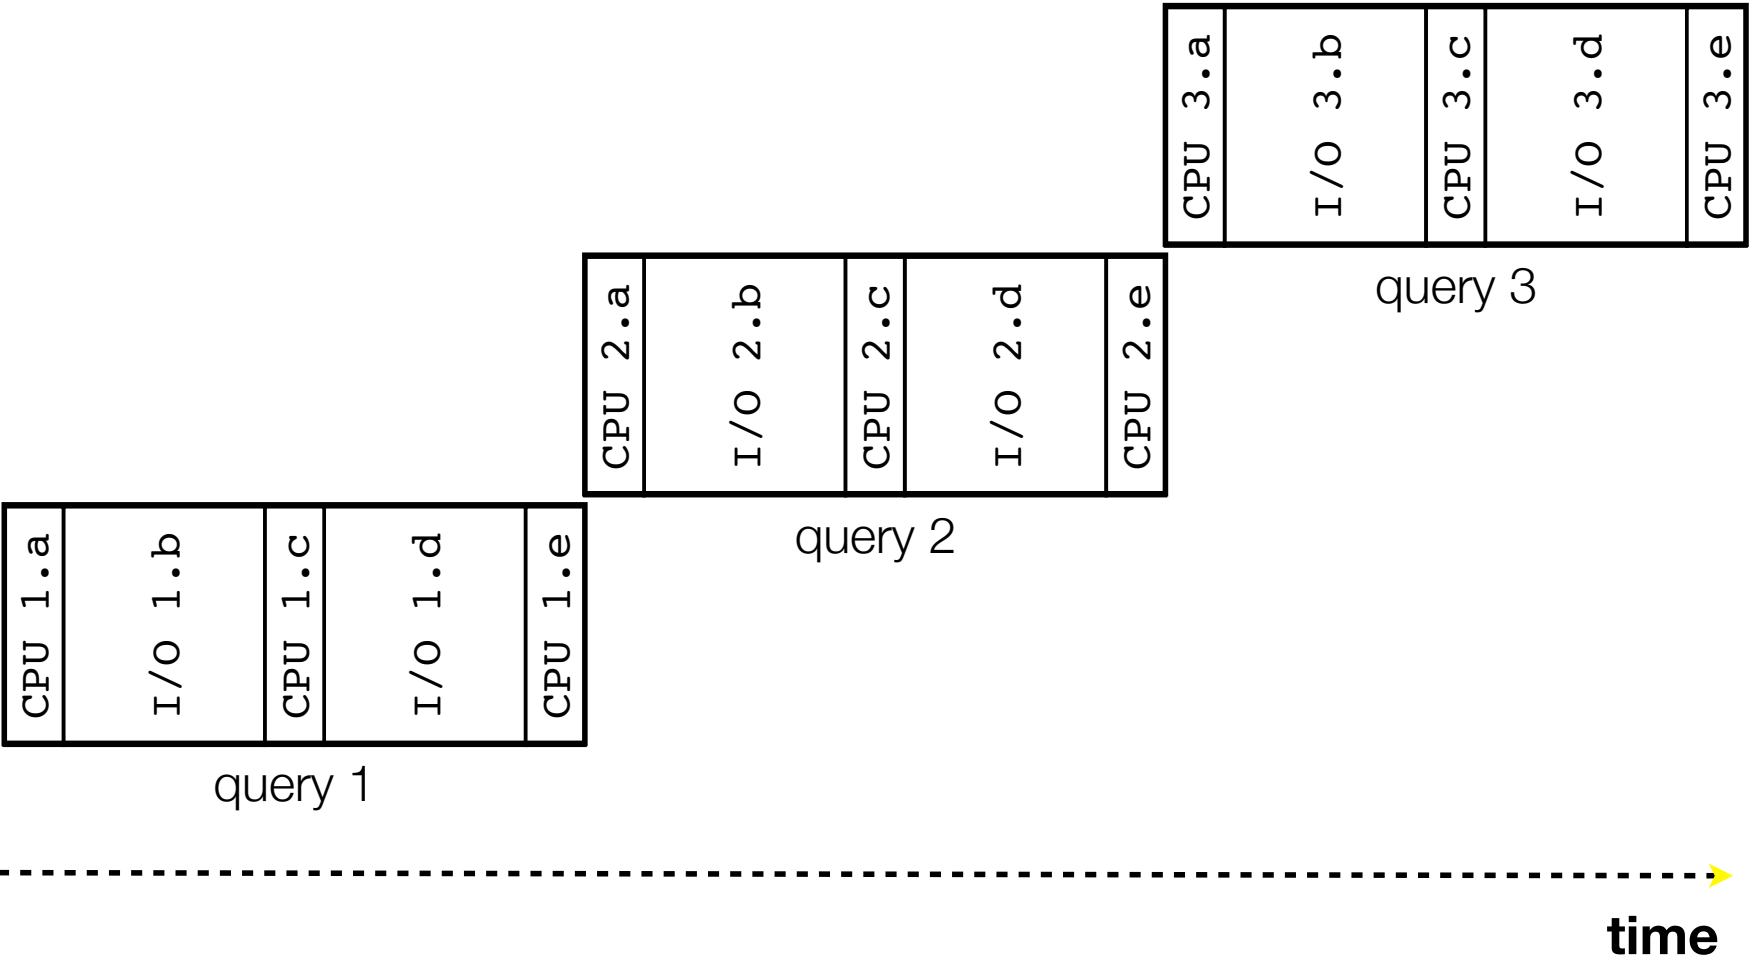 CPU 1.a
I/O 1.b
CPU 1.c
I/O 1.d
CPU 1.e
query 1
CPU 2.a
I/O 2.b
CPU 2.c
I/O 2.d
CPU 2.e
query 2
CPU 3.a
I/O 3.b
CPU 3.c
I/O 3.d
CPU 3.e
query 3
time